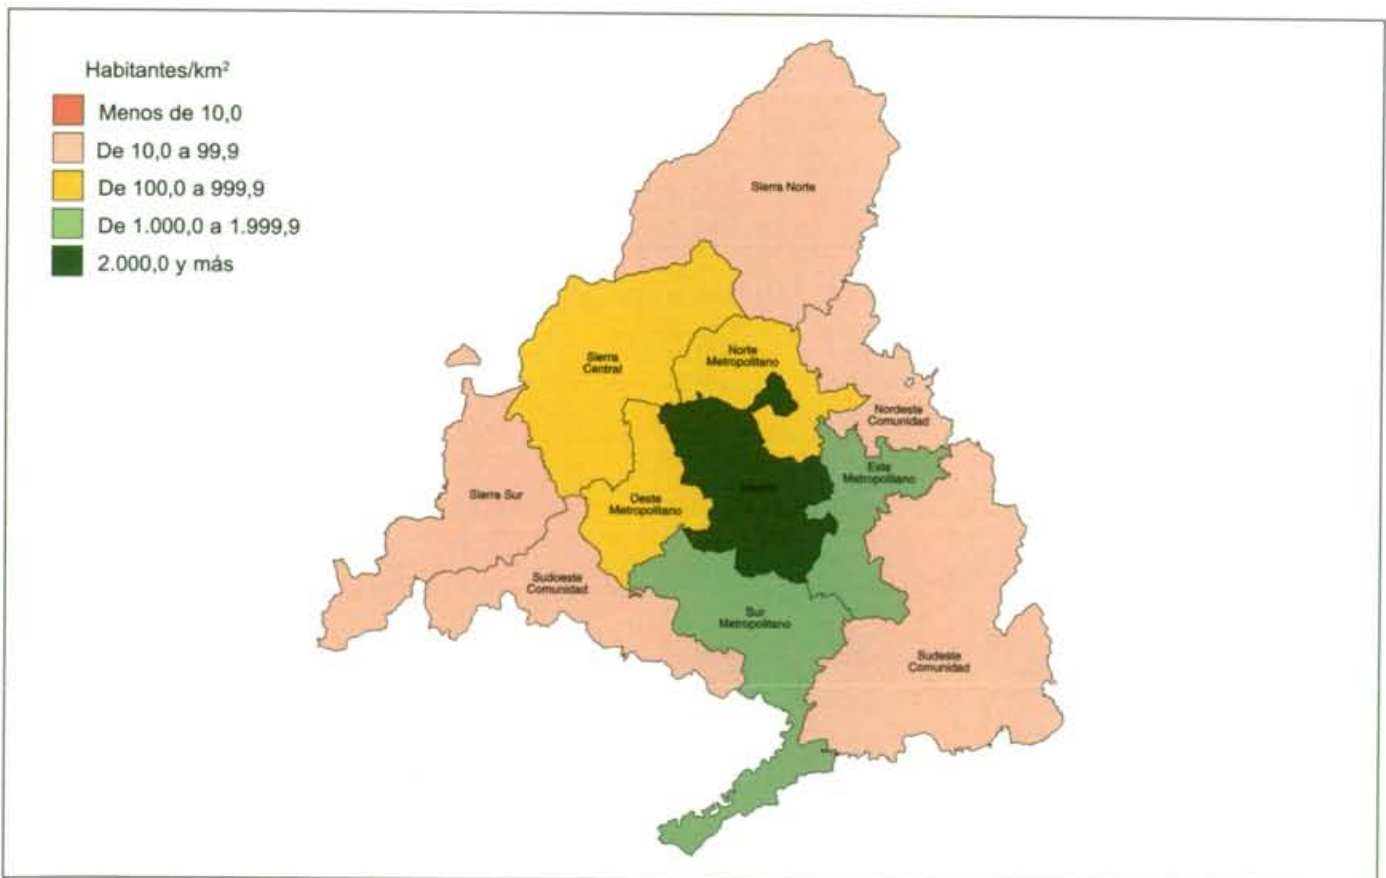 Habitantes/km²
Menos de 10,0
De 10,0 a 99,9
De 100,0 a 999,9
De 1.000,0 a 1.999,9
2.000,0 y más
Sierra Norte
Norte
Metropolitano
Sierra
Central
Nordeste
Comunidad
Este
Metropolitano
Sierra Sur
Oeste
Metropolitano
Sudoeste
Comunidad
Sur
Metropolitano
Sudeste
Comunidad